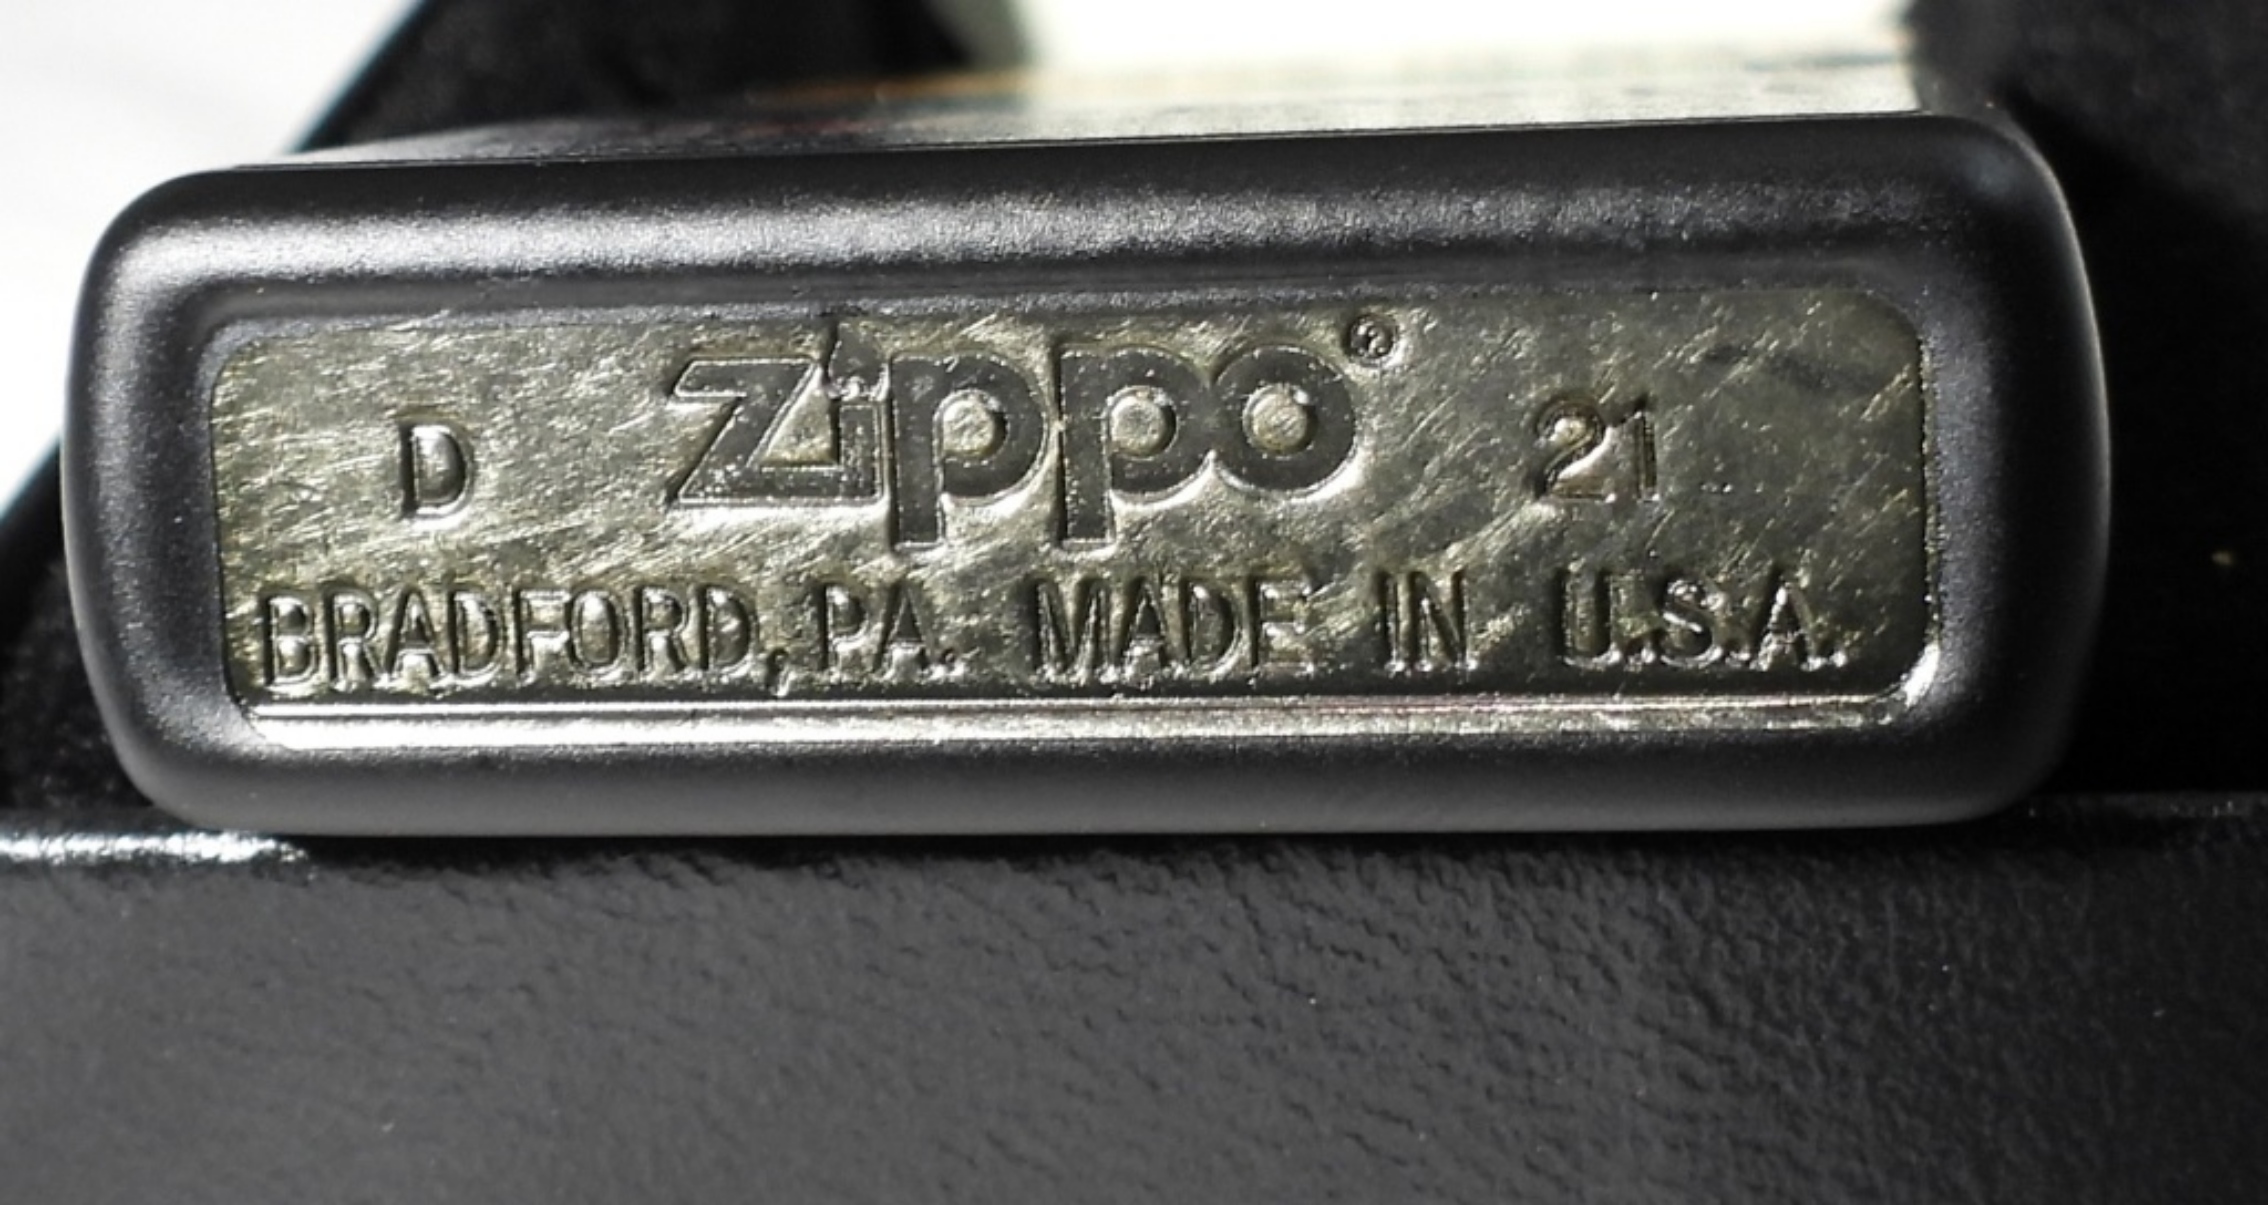 D Zippo® 21
BRADFORD, PA. MADE IN U.S.A.